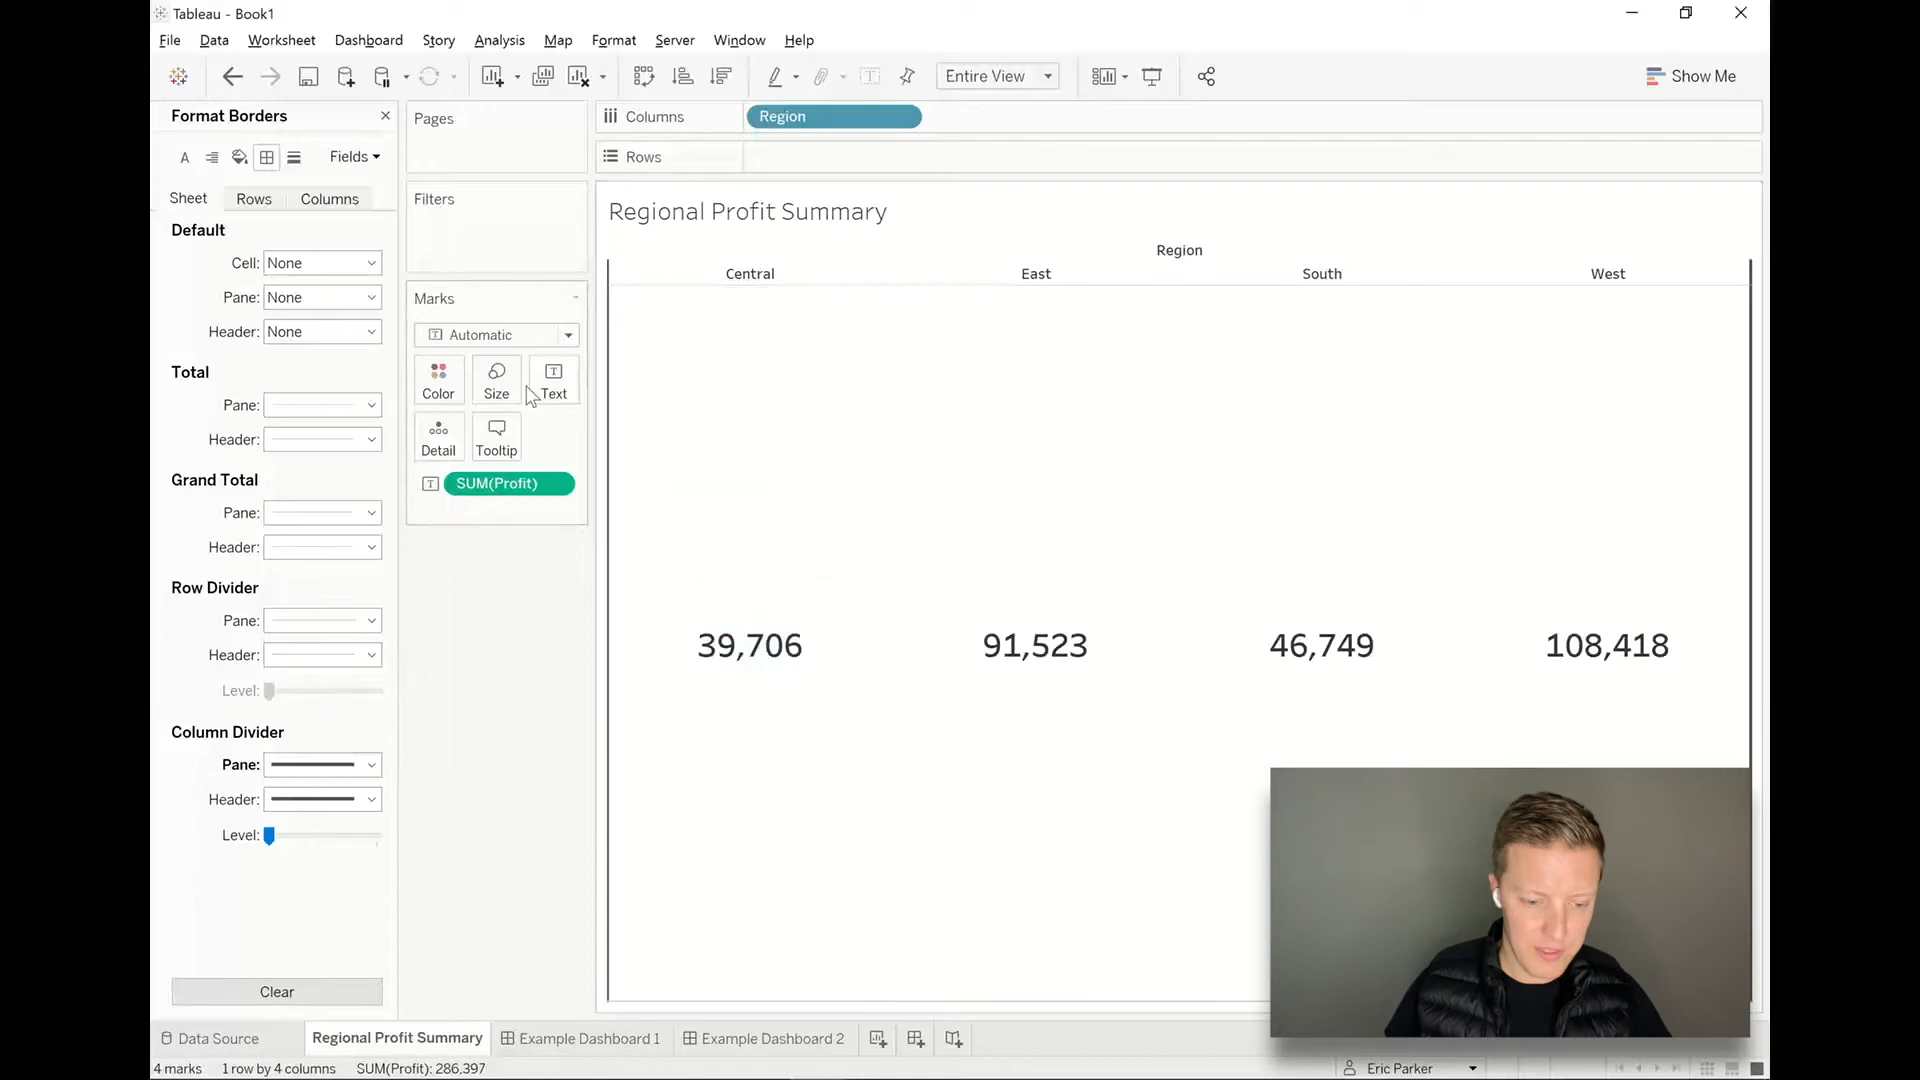 Tableau - Book1
File Data Worksheet Dashboard Story Analysis Map Format Server Window Help
Entire View
Show Me
Format Borders
Fields
Sheet Rows Columns
Default
Cell: None
Pane: None
Header: None
Total
Pane:
Header:
Grand Total
Pane:
Header:
Row Divider
Pane:
Header:
Level:
Column Divider
Pane:
Header:
Level:
Clear
Pages
Filters
Marks
Automatic
Color Size Text
Detail Tooltip
SUM(Profit)
Columns Region
Rows
Regional Profit Summary
Region
Central East South West
39,706 91,523 46,749 108,418
Data Source Regional Profit Summary Example Dashboard 1 Example Dashboard 2
4 marks 1 row by 4 columns SUM(Profit): 286,397 Eric Parker